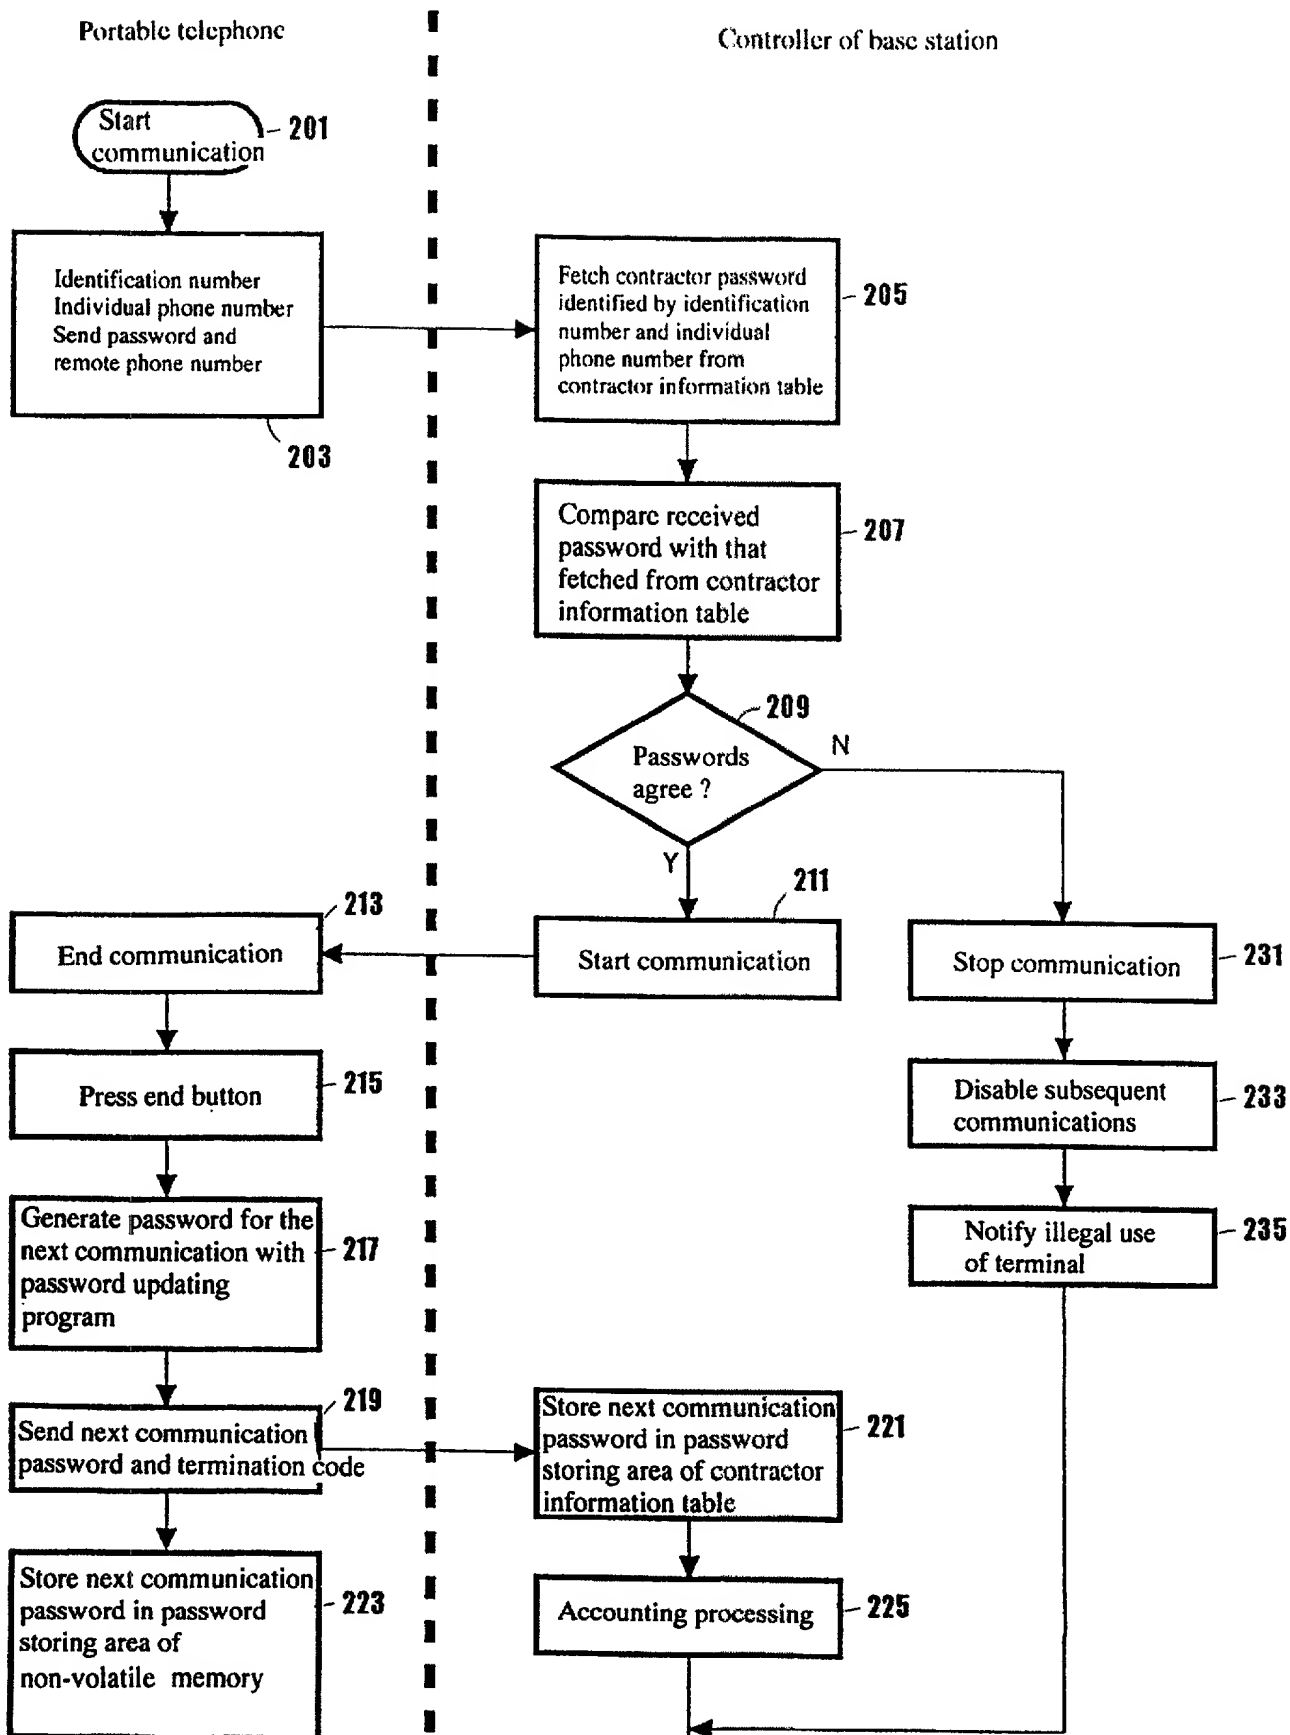 Portable telephone
Controller of base station
Start
communication
201
Identification number
Individual phone number
Send password and
remote phone number
203
Fetch contractor password
identified by identification
number and individual
phone number from
contractor information table
205
Compare received
password with that
fetched from contractor
information table
207
209
Passwords
agree ?
N
Y
211
Start communication
213
End communication
Stop communication
231
Press end button
215
Disable subsequent
communications
233
Generate password for the
next communication with
password updating
program
217
Notify illegal use
of terminal
235
219
Send next communication
password and termination code
Store next communication
password in password
storing area of contractor
information table
221
Store next communication
password in password
storing area of
non-volatile memory
223
Accounting processing
225